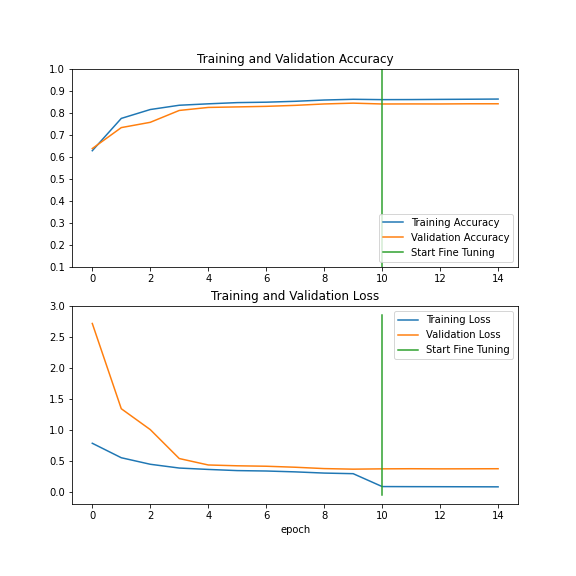 Training and Validation Accuracy
1.0
0.9
0.8
0.7
0.6
0.5
0.4
0.3
0.2
0.1
Training Accuracy
Validation Accuracy
Start Fine Tuning
0 2 4 6 8 10 12 14
Training and Validation Loss
3.0
2.5
2.0
1.5
1.0
0.5
0.0
Training Loss
Validation Loss
Start Fine Tuning
0 2 4 6 8 10 12 14
epoch